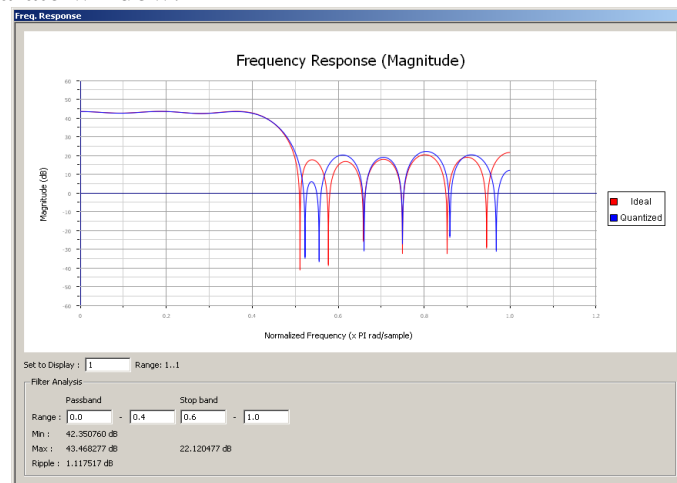 Freq. Response
Frequency Response (Magnitude)
60
50
40
30
20
10
0
-10
-20
-30
-40
-50
-60
Magnitude (dB)
0
0.2
0.4
0.6
0.8
1.0
1.2
Normalized Frequency (x PI rad/sample)
Ideal
Quantized
Set to Display : 1 Range: 1..1
Filter Analysis
Passband Stop band
Range : 0.0 - 0.4 0.6 - 1.0
Min : 42.350760 dB
Max : 43.468277 dB 22.120477 dB
Ripple : 1.117517 dB